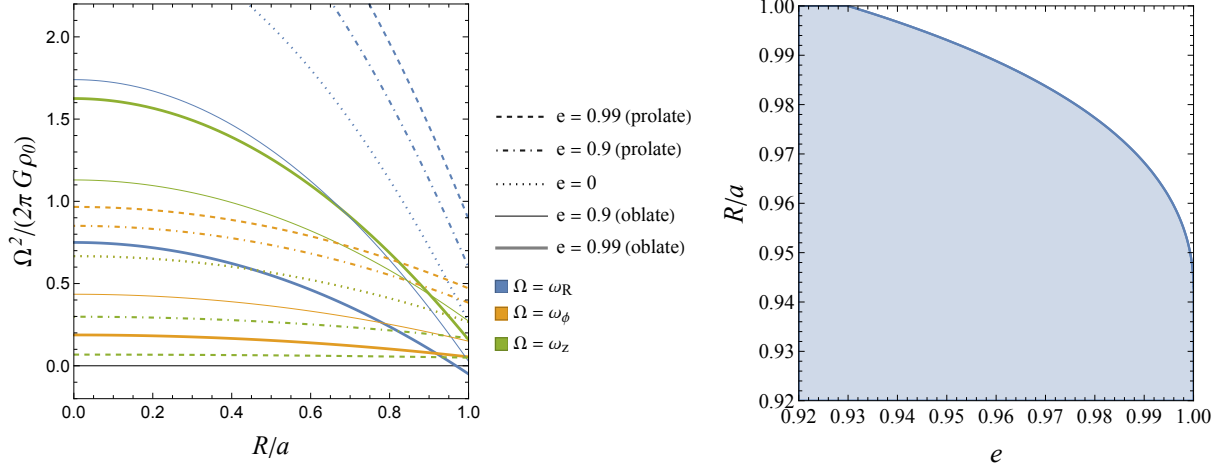 Ω²/(2π G ρ₀)
2.0
1.5
1.0
0.5
0.0
0.0 0.2 0.4 0.6 0.8 1.0
R/a
e = 0.99 (prolate)
e = 0.9 (prolate)
e = 0
e = 0.9 (oblate)
e = 0.99 (oblate)
Ω = ω_R
Ω = ω_ϕ
Ω = ω_z
R/a
1.00
0.99
0.98
0.97
0.96
0.95
0.94
0.93
0.92
0.92 0.93 0.94 0.95 0.96 0.97 0.98 0.99 1.00
e